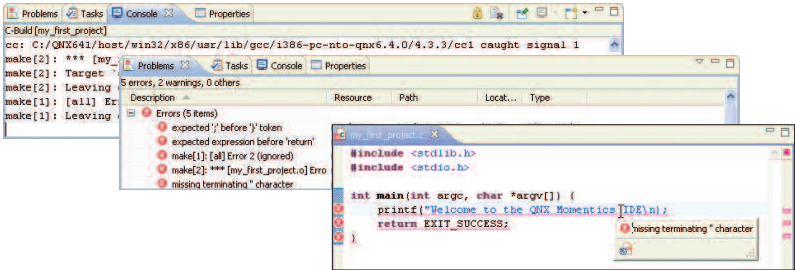 Problems Tasks Console Properties
C-Build [my_first_project]
cc: C:/QNX641/host/win32/x86/usr/lib/gcc/i386-pc-nto-qnx6.4.0/4.3.3/cc1 caught signal 1
make[2]: *** [my_
make[2]: Target
make[2]: Leaving
make[1]: [all] Er
make[1]: Leaving
Problems Tasks Console Properties
5 errors, 2 warnings, 0 others
Description Resource Path Locat... Type
Errors (5 items)
expected ';' before '}' token
expected expression before 'return'
make[1]: [all] Error 2 (ignored)
make[2]: *** [my_first_project.o] Erro
missing terminating " character
my_first_project.c
#include <stdlib.h>
#include <stdio.h>
int main(int argc, char *argv[]) {
printf("Welcome to the QNX Momentics IDE\n);
return EXIT_SUCCESS;
}
missing terminating " character